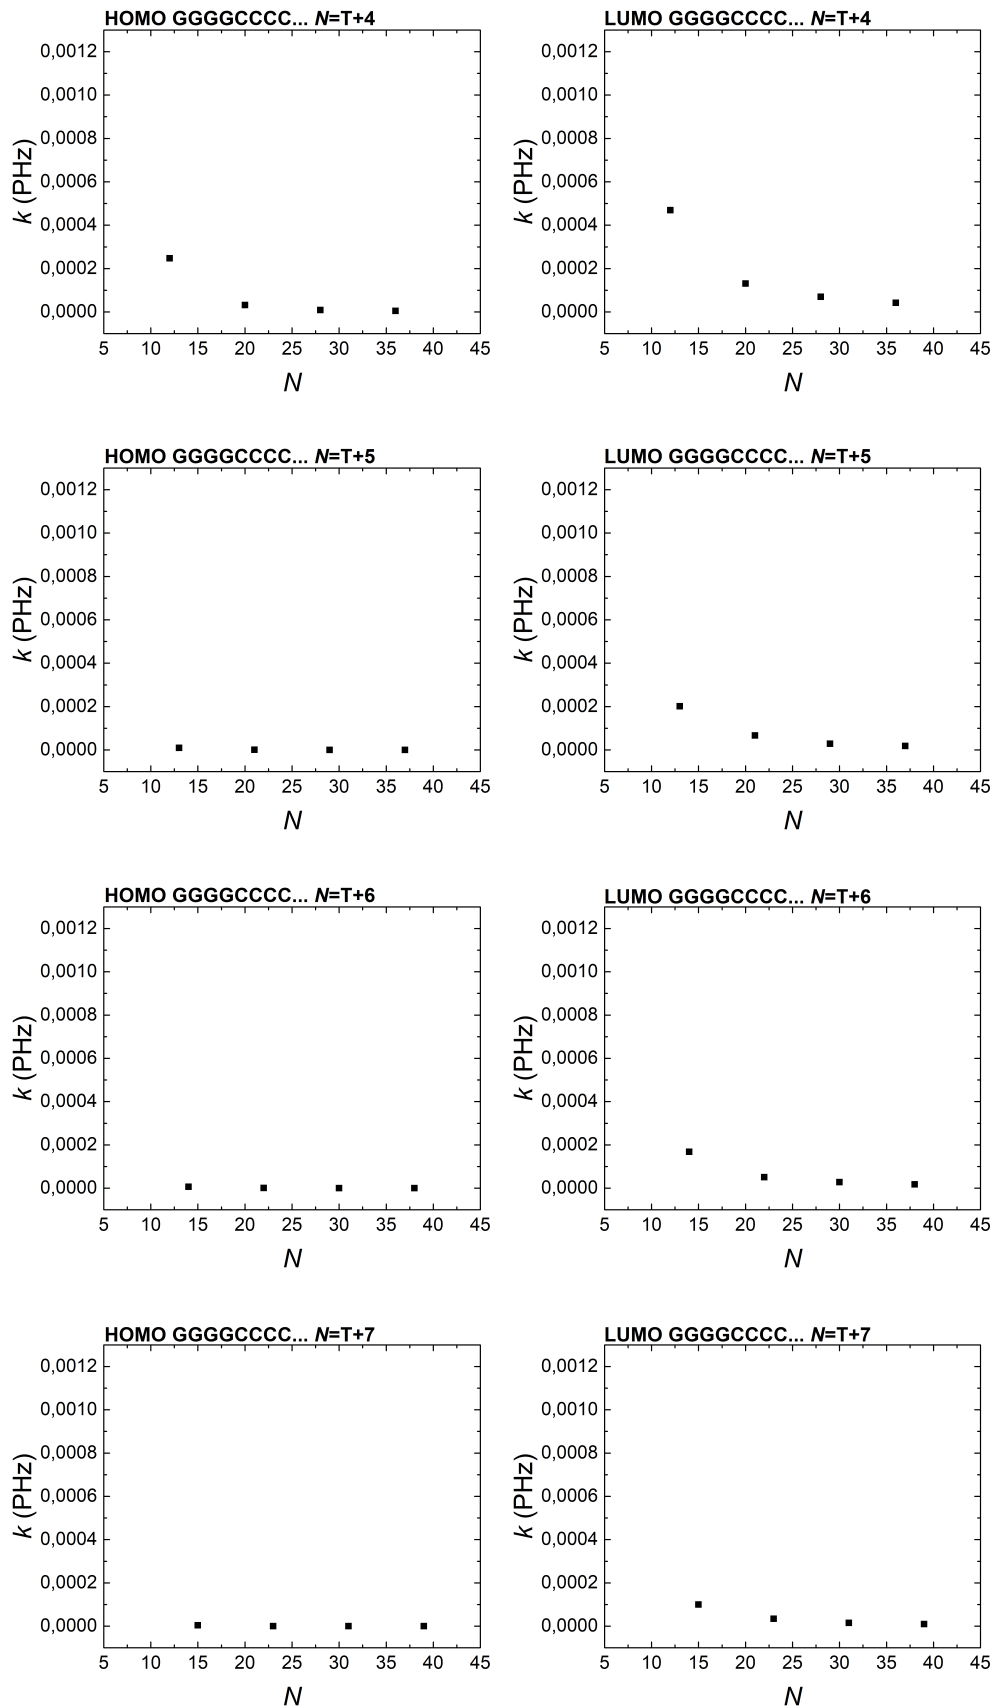 HOMO GGGGCCCC... N=T+4
0,0012
0,0010
0,0008
0,0006
0,0004
0,0002
0,0000
k (PHz)
5 10 15 20 25 30 35 40 45
N
LUMO GGGGCCCC... N=T+4
0,0012
0,0010
0,0008
0,0006
0,0004
0,0002
0,0000
k (PHz)
5 10 15 20 25 30 35 40 45
N
HOMO GGGGCCCC... N=T+5
0,0012
0,0010
0,0008
0,0006
0,0004
0,0002
0,0000
k (PHz)
5 10 15 20 25 30 35 40 45
N
LUMO GGGGCCCC... N=T+5
0,0012
0,0010
0,0008
0,0006
0,0004
0,0002
0,0000
k (PHz)
5 10 15 20 25 30 35 40 45
N
HOMO GGGGCCCC... N=T+6
0,0012
0,0010
0,0008
0,0006
0,0004
0,0002
0,0000
k (PHz)
5 10 15 20 25 30 35 40 45
N
LUMO GGGGCCCC... N=T+6
0,0012
0,0010
0,0008
0,0006
0,0004
0,0002
0,0000
k (PHz)
5 10 15 20 25 30 35 40 45
N
HOMO GGGGCCCC... N=T+7
0,0012
0,0010
0,0008
0,0006
0,0004
0,0002
0,0000
k (PHz)
5 10 15 20 25 30 35 40 45
N
LUMO GGGGCCCC... N=T+7
0,0012
0,0010
0,0008
0,0006
0,0004
0,0002
0,0000
k (PHz)
5 10 15 20 25 30 35 40 45
N